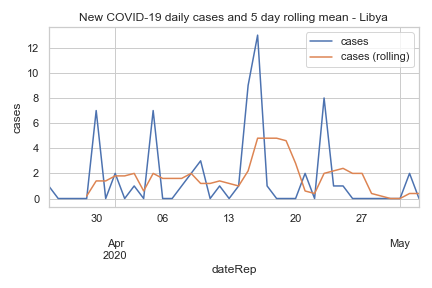 New COVID-19 daily cases and 5 day rolling mean - Libya
cases
cases (rolling)
cases
12
10
8
6
4
2
0
30 06 13 20 27
Apr May
2020
dateRep